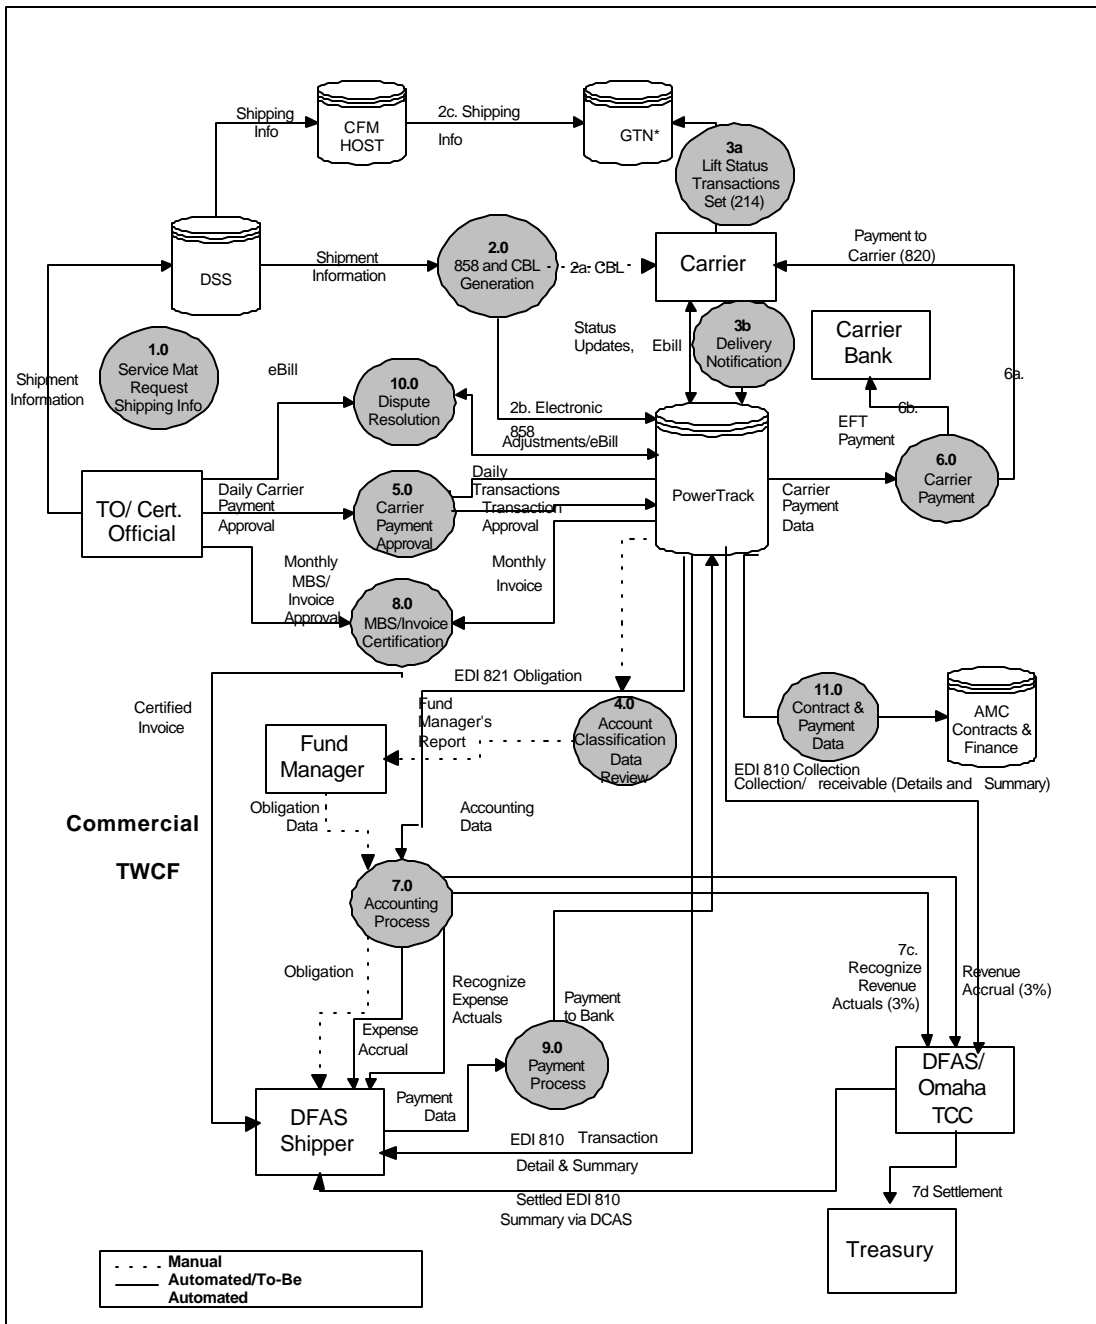 Shipping
Info
CFM
HOST
2c. Shipping
Info
GTN*
3a
Lift Status
Transactions
Set (214)
DSS
Shipment
Information
2.0
858 and CBL
Generation
2a. CBL
Carrier
Payment to
Carrier (820)
1.0
Service Mat
Request
Shipping Info
Shipment
Information
Status
Updates, Ebill
3b
Delivery
Notification
Carrier
Bank
6a.
eBill
10.0
Dispute
Resolution
2b. Electronic
858
Adjustments/eBill
6b.
EFT
Payment
TO/ Cert.
Official
Daily Carrier
Payment
Approval
5.0
Carrier
Payment
Approval
Daily
Transactions
Transaction
Approval
PowerTrack
Carrier
Payment
Data
6.0
Carrier
Payment
Monthly
MBS/
Invoice
Approval
8.0
MBS/Invoice
Certification
Monthly
Invoice
Certified
Invoice
EDI 821 Obligation
Fund
Manager's
Report
4.0
Account
Classification
Data
Review
11.0
Contract &
Payment
Data
AMC
Contracts &
Finance
Fund
Manager
EDI 810 Collection
Collection/ receivable (Details and Summary)
Obligation
Data
Accounting
Data
Commercial
TWCF
7.0
Accounting
Process
Obligation
Recognize
Expense
Actuals
Expense
Accrual
Payment
to Bank
7c.
Recognize
Revenue
Actuals (3%)
Revenue
Accrual (3%)
9.0
Payment
Process
DFAS
Shipper
Payment
Data
DFAS/
Omaha
TCC
EDI 810 Transaction
Detail & Summary
Settled EDI 810
Summary via DCAS
7d Settlement
Treasury
Manual
Automated/To-Be
Automated